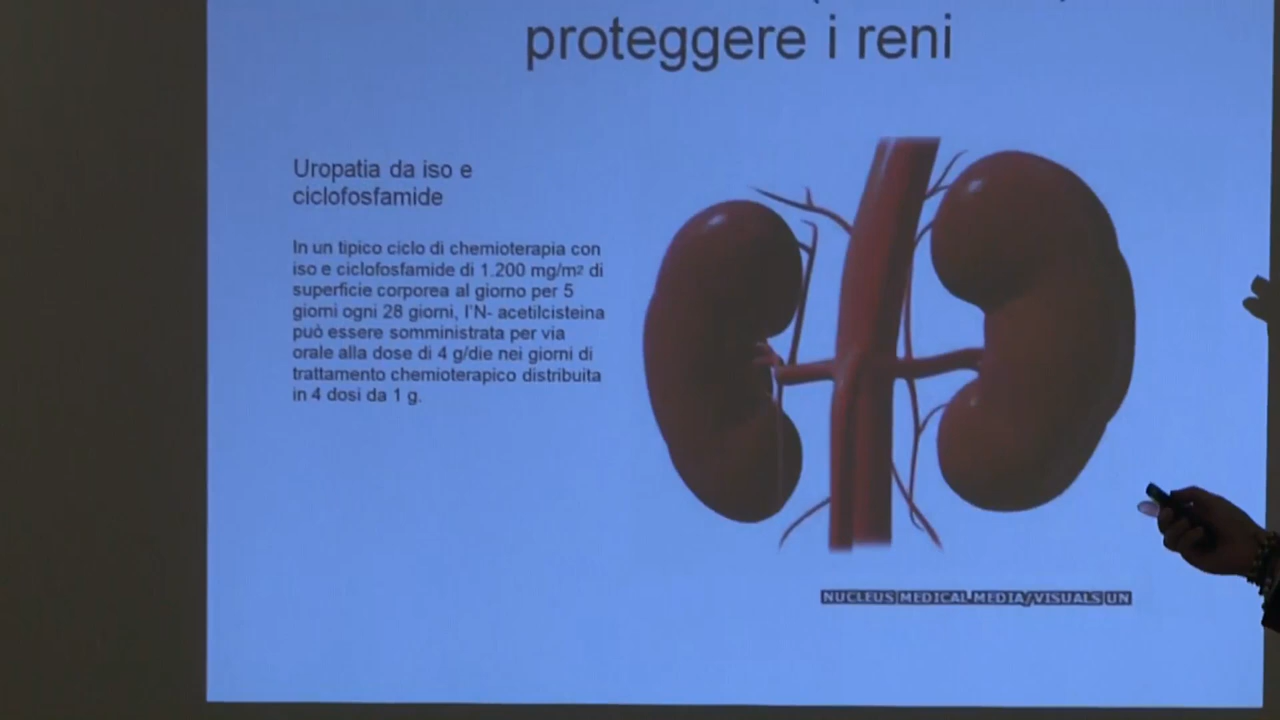 proteggere i reni
Uropatia da iso e
ciclofosfamide
In un tipico ciclo di chemioterapia con
iso e ciclofosfamide di 1.200 mg/m² di
superficie corporea al giorno per 5
giorni ogni 28 giorni, l'N- acetilcisteina
può essere somministrata per via
orale alla dose di 4 g/die nei giorni di
trattamento chemioterapico distribuita
in 4 dosi da 1 g.
NUCLEUS MEDICAL MEDIA/VISUALS UN